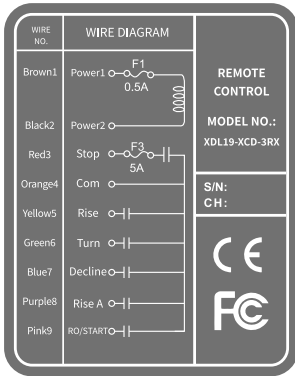 WIRE NO. WIRE DIAGRAM
Brown1 Power1 F1
0.5A
Black2 Power2
Red3 Stop F3
5A
Orange4 Com
Yellow5 Rise
Green6 Turn
Blue7 Decline
Purple8 Rise A
Pink9 RO/START
REMOTE
CONTROL
MODEL NO.:
XDL19-XCD-3RX
S/N:
CH:
CE
FC